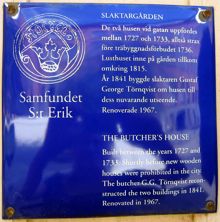 Samfundet
S:t Erik
SLAKTARGÅRDEN
De två husen vid gatan uppfördes
mellan 1727 och 1733, alltså strax
före träbyggnadsförbudet 1736.
Lusthuset inne på gården tillkom
omkring 1815.
År 1841 byggde slaktaren Gustaf
George Törnqvist om husen till
dess nuvarande utseende.
Renoverade 1967.
THE BUTCHER'S HOUSE
Built between the years 1727 and
1733. Shortly before new wooden
houses were prohibited in the city.
The butcher G.G. Törnqvist recon-
structed the two buildings in 1841.
Renovated in 1967.